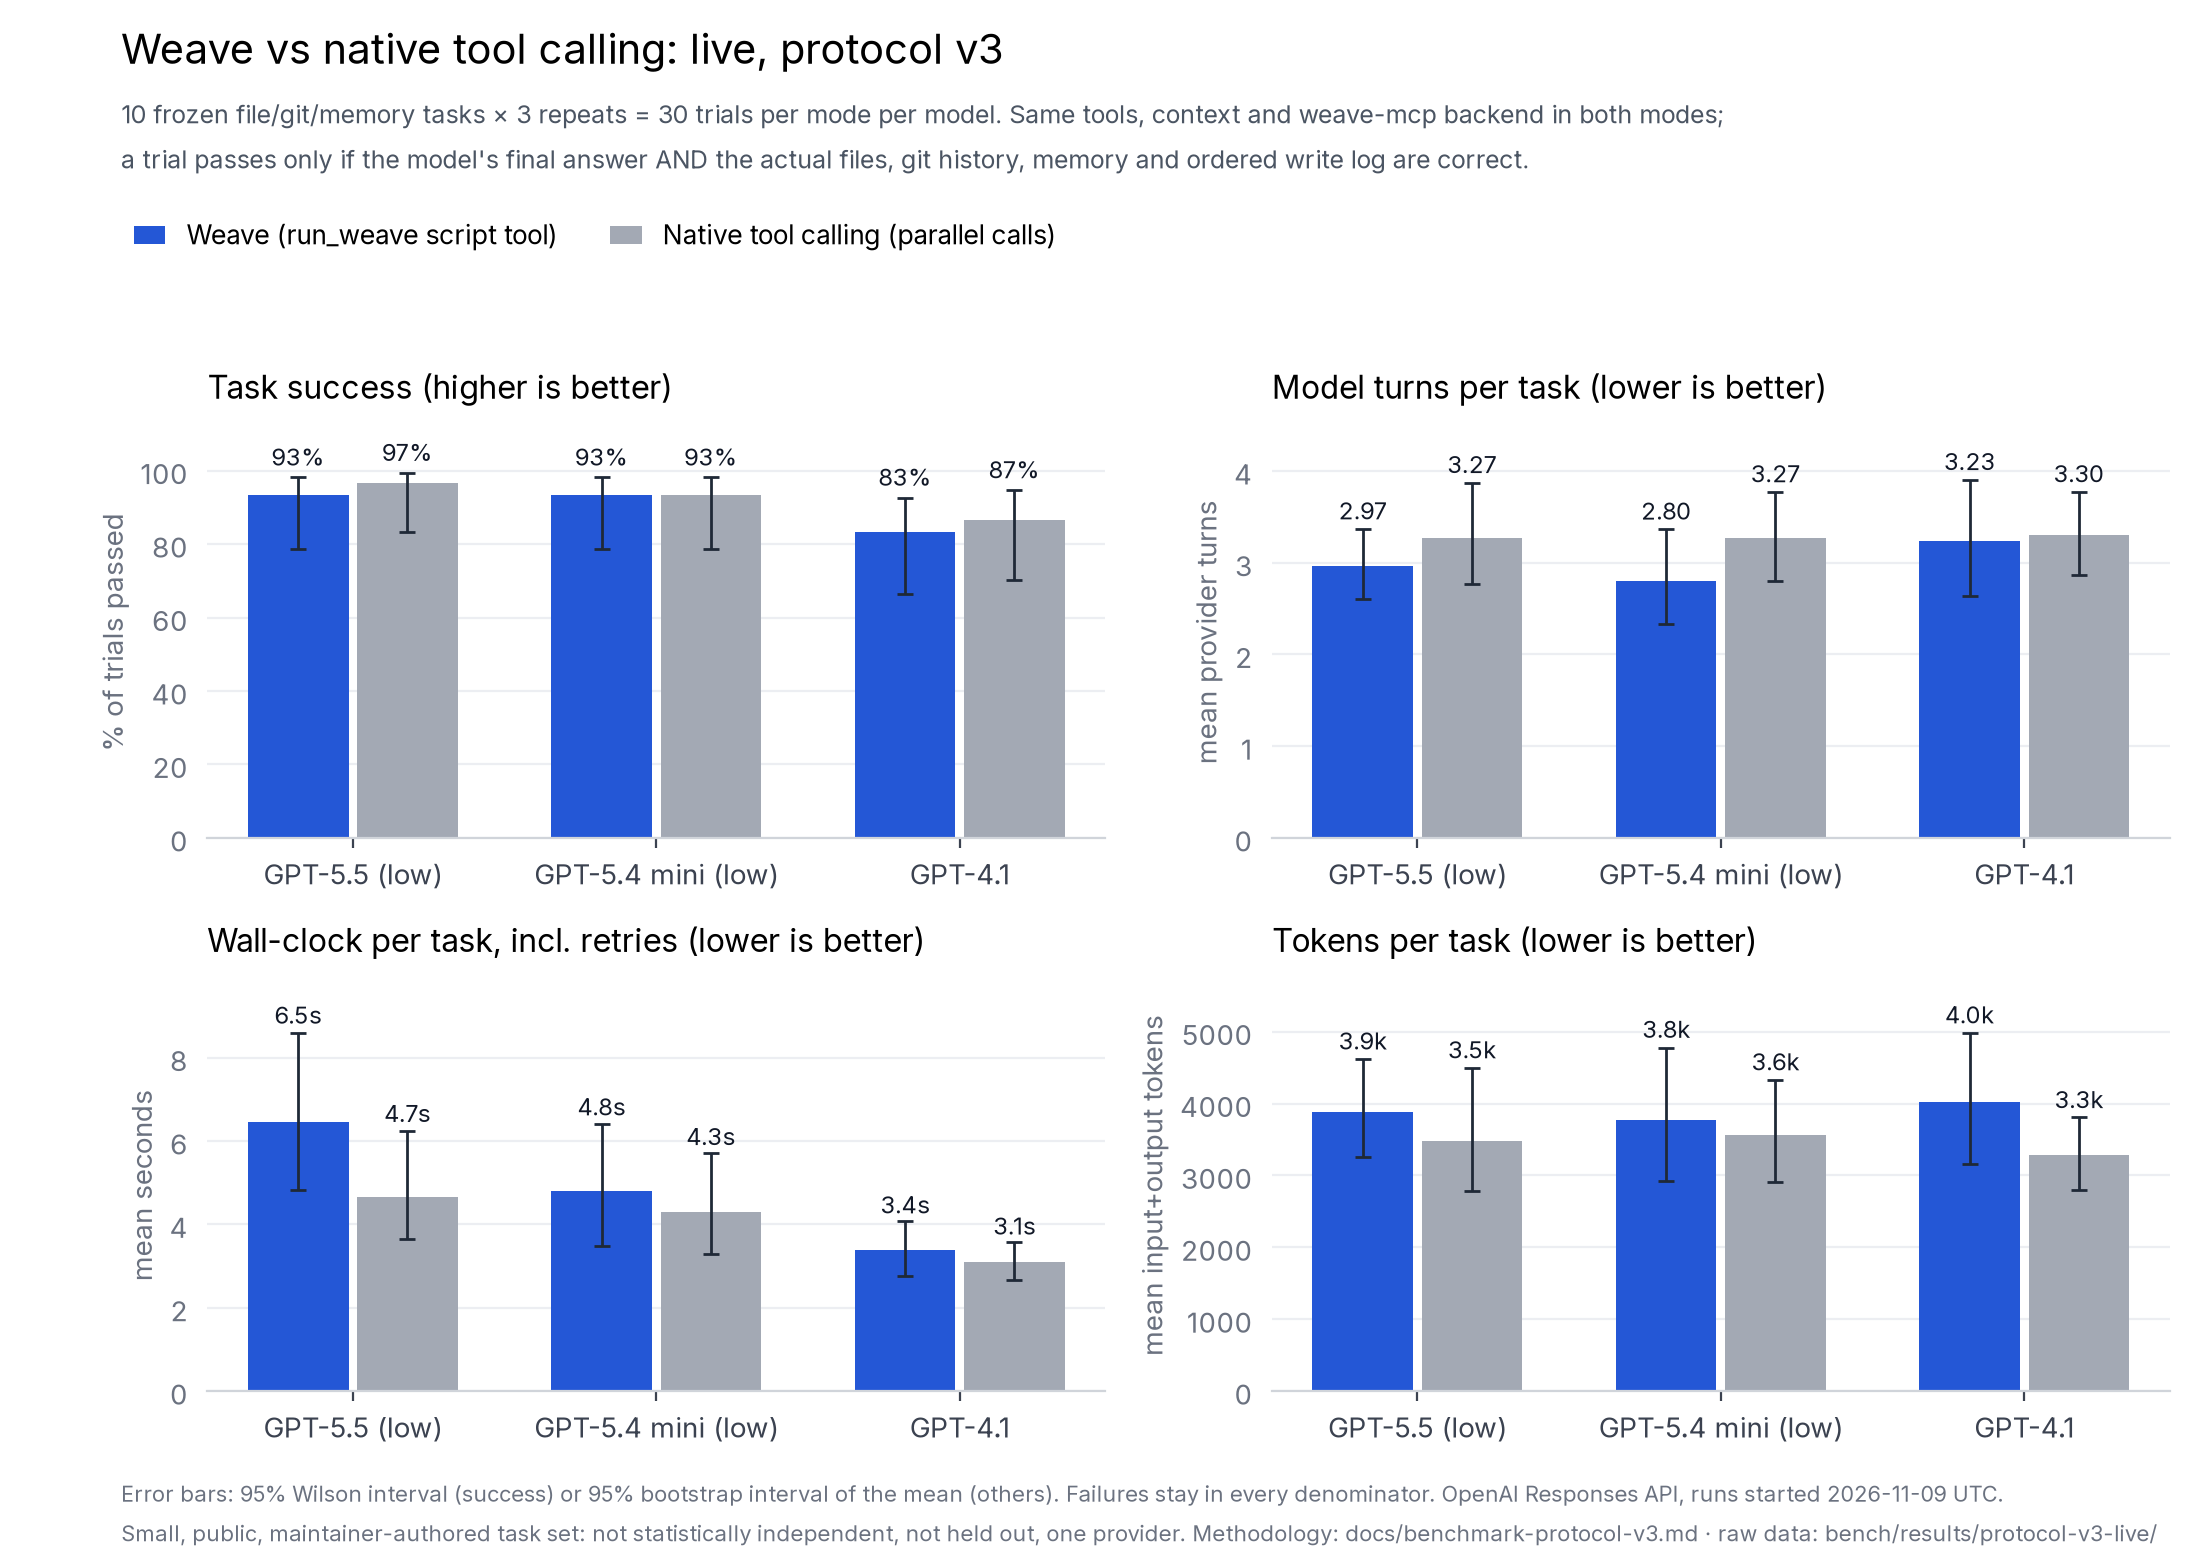 Weave vs native tool calling: live, protocol v3
10 frozen file/git/memory tasks × 3 repeats = 30 trials per mode per model. Same tools, context and weave-mcp backend in both modes;
a trial passes only if the model's final answer AND the actual files, git history, memory and ordered write log are correct.
Weave (run_weave script tool)
Native tool calling (parallel calls)
Task success (higher is better)
% of trials passed
100
80
60
40
20
0
93%
97%
93%
93%
83%
87%
GPT-5.5 (low)
GPT-5.4 mini (low)
GPT-4.1
Model turns per task (lower is better)
mean provider turns
4
3
2
1
0
2.97
3.27
2.80
3.27
3.23
3.30
GPT-5.5 (low)
GPT-5.4 mini (low)
GPT-4.1
Wall-clock per task, incl. retries (lower is better)
mean seconds
8
6
4
2
0
6.5s
4.7s
4.8s
4.3s
3.4s
3.1s
GPT-5.5 (low)
GPT-5.4 mini (low)
GPT-4.1
Tokens per task (lower is better)
mean input+output tokens
5000
4000
3000
2000
1000
0
3.9k
3.5k
3.8k
3.6k
4.0k
3.3k
GPT-5.5 (low)
GPT-5.4 mini (low)
GPT-4.1
Error bars: 95% Wilson interval (success) or 95% bootstrap interval of the mean (others). Failures stay in every denominator. OpenAI Responses API, runs started 2026-11-09 UTC.
Small, public, maintainer-authored task set: not statistically independent, not held out, one provider. Methodology: docs/benchmark-protocol-v3.md · raw data: bench/results/protocol-v3-live/